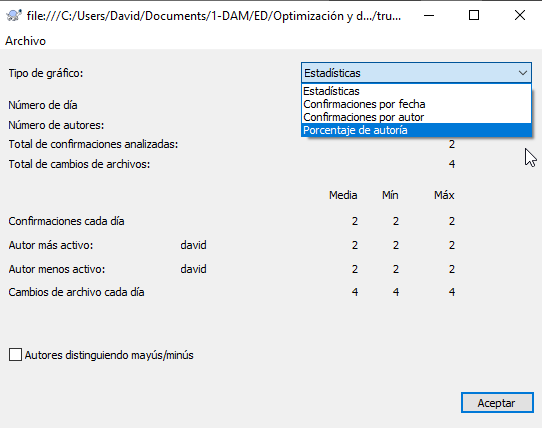 file:///C:/Users/David/Documents/1-DAM/ED/Optimización y d.../tru...
Archivo
Tipo de gráfico: Estadísticas
Estadísticas
Confirmaciones por fecha
Confirmaciones por autor
Porcentaje de autoría
Número de día
Número de autores:
Total de confirmaciones analizadas: 2
Total de cambios de archivos: 4
Media Mín Máx
Confirmaciones cada día 2 2 2
Autor más activo: david 2 2 2
Autor menos activo: david 2 2 2
Cambios de archivo cada día 4 4 4
Autores distinguiendo mayús/minús
Aceptar